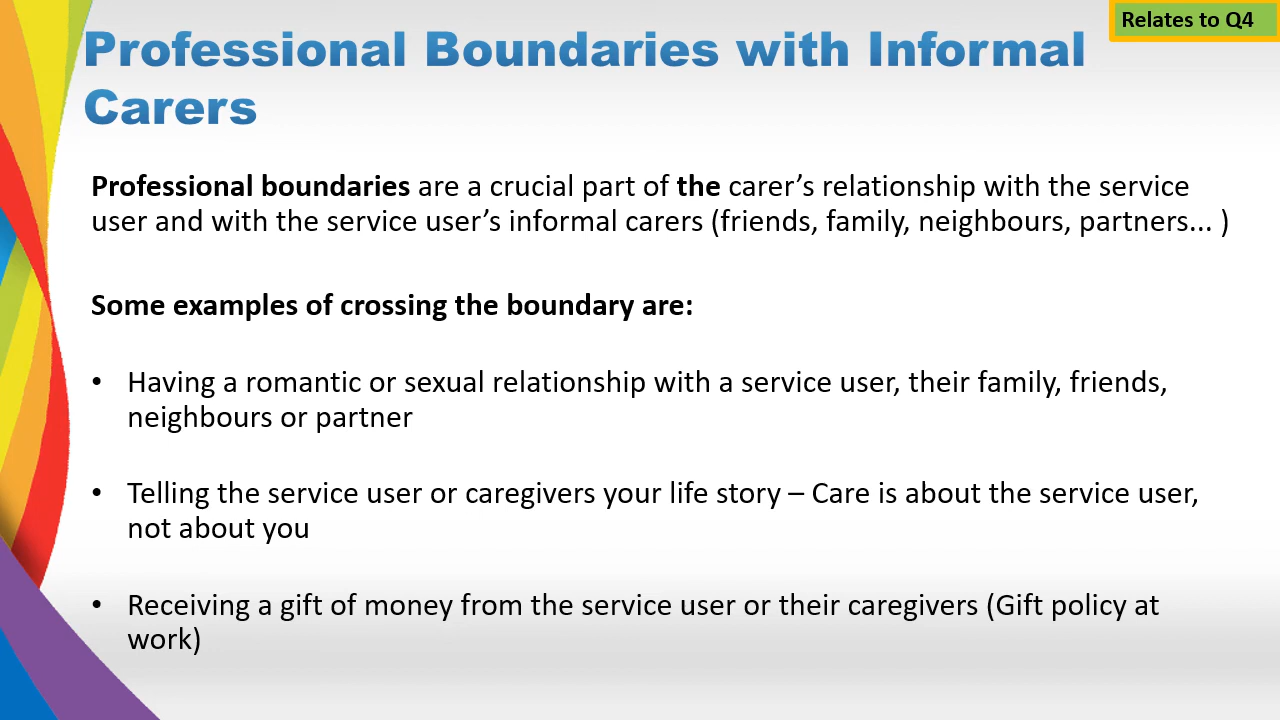 Relates to Q4
Professional Boundaries with Informal
Carers
Professional boundaries are a crucial part of the carer’s relationship with the service
user and with the service user’s informal carers (friends, family, neighbours, partners... )
Some examples of crossing the boundary are:
• Having a romantic or sexual relationship with a service user, their family, friends,
neighbours or partner
• Telling the service user or caregivers your life story – Care is about the service user,
not about you
• Receiving a gift of money from the service user or their caregivers (Gift policy at
work)